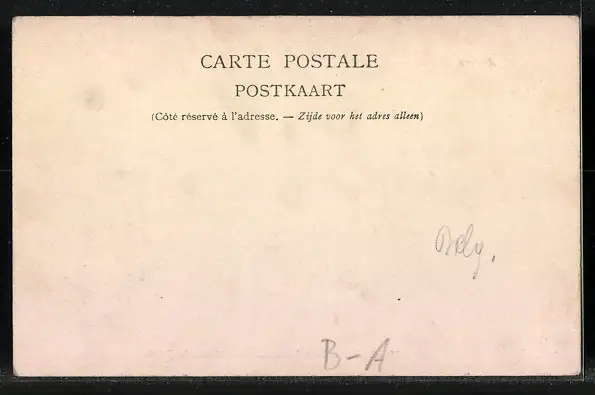 CARTE POSTALE
POSTKAART
(Côté réservé à l'adresse. — Zijde voor het adres alleen)
Belg.
B-A